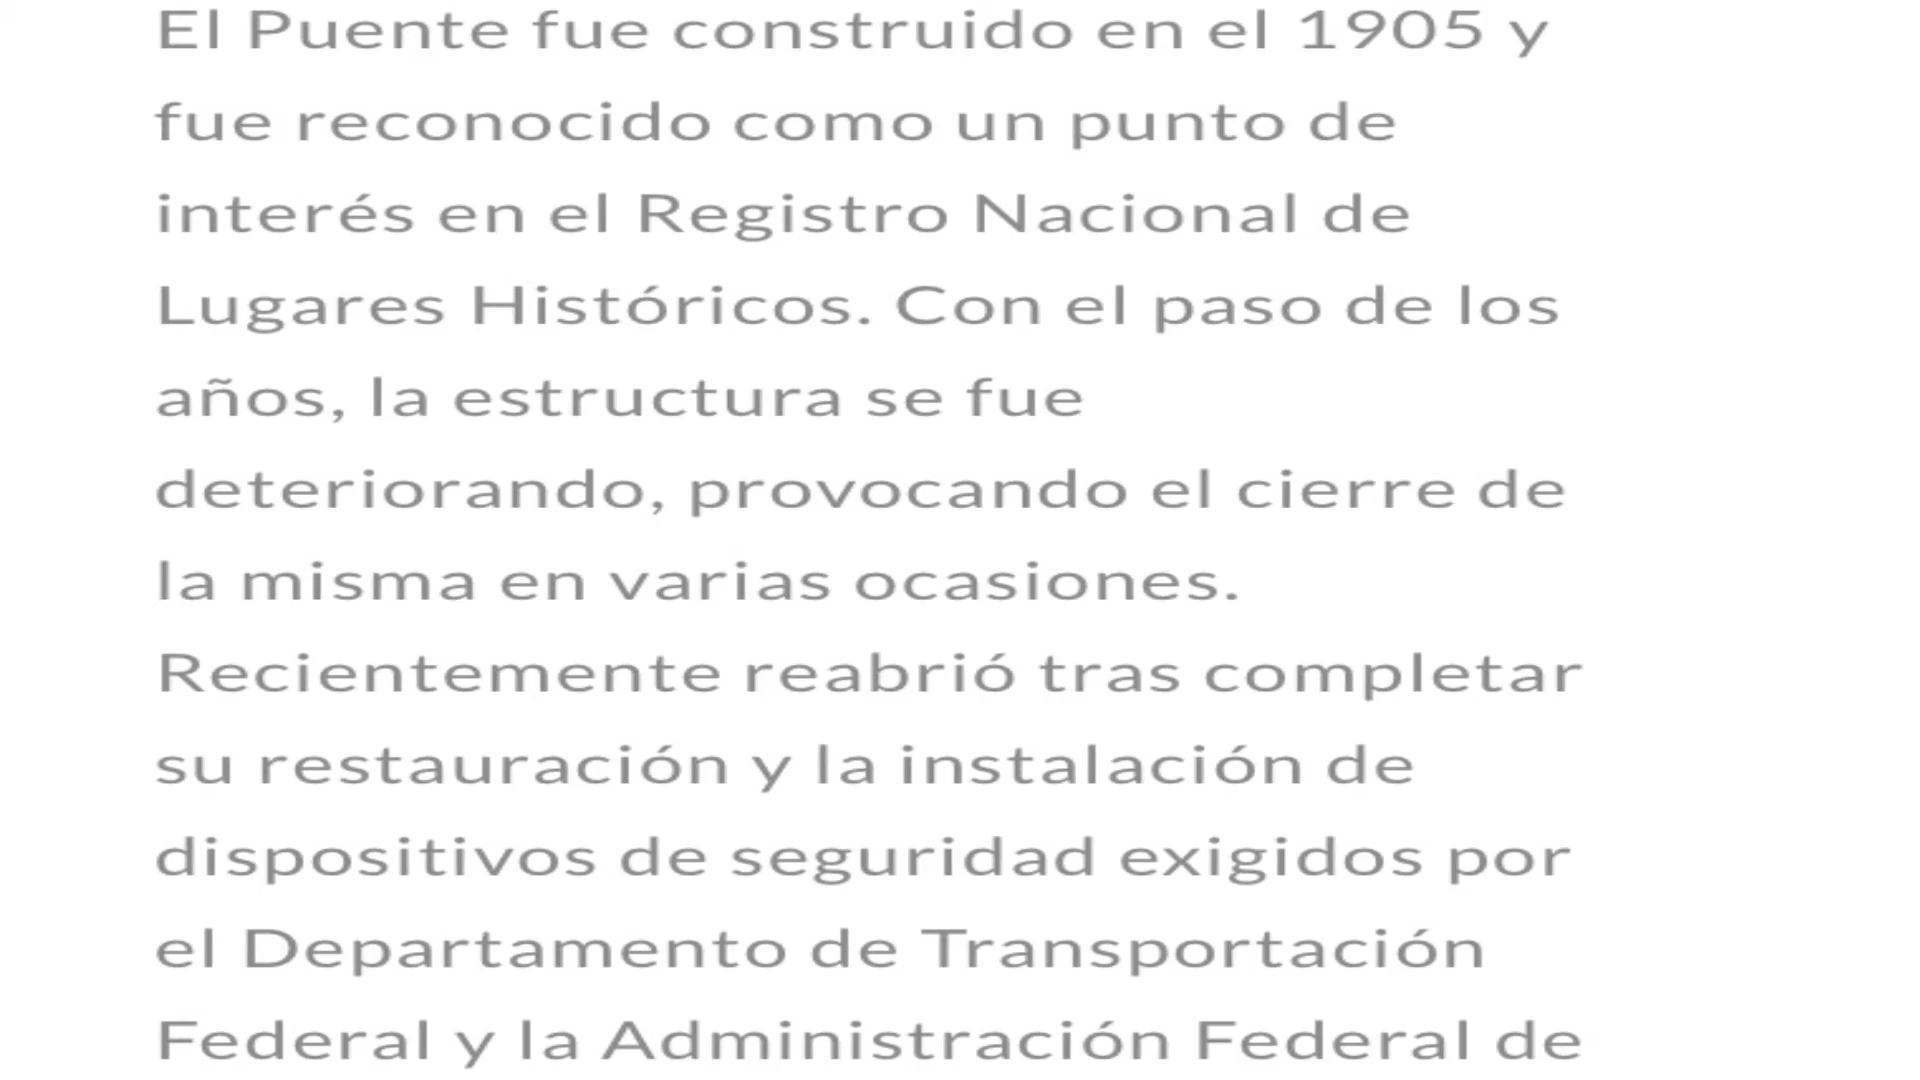 El Puente fue construido en el 1905 y
fue reconocido como un punto de
interés en el Registro Nacional de
Lugares Históricos. Con el paso de los
años, la estructura se fue
deteriorando, provocando el cierre de
la misma en varias ocasiones.
Recientemente reabrió tras completar
su restauración y la instalación de
dispositivos de seguridad exigidos por
el Departamento de Transportación
Federal y la Administración Federal de